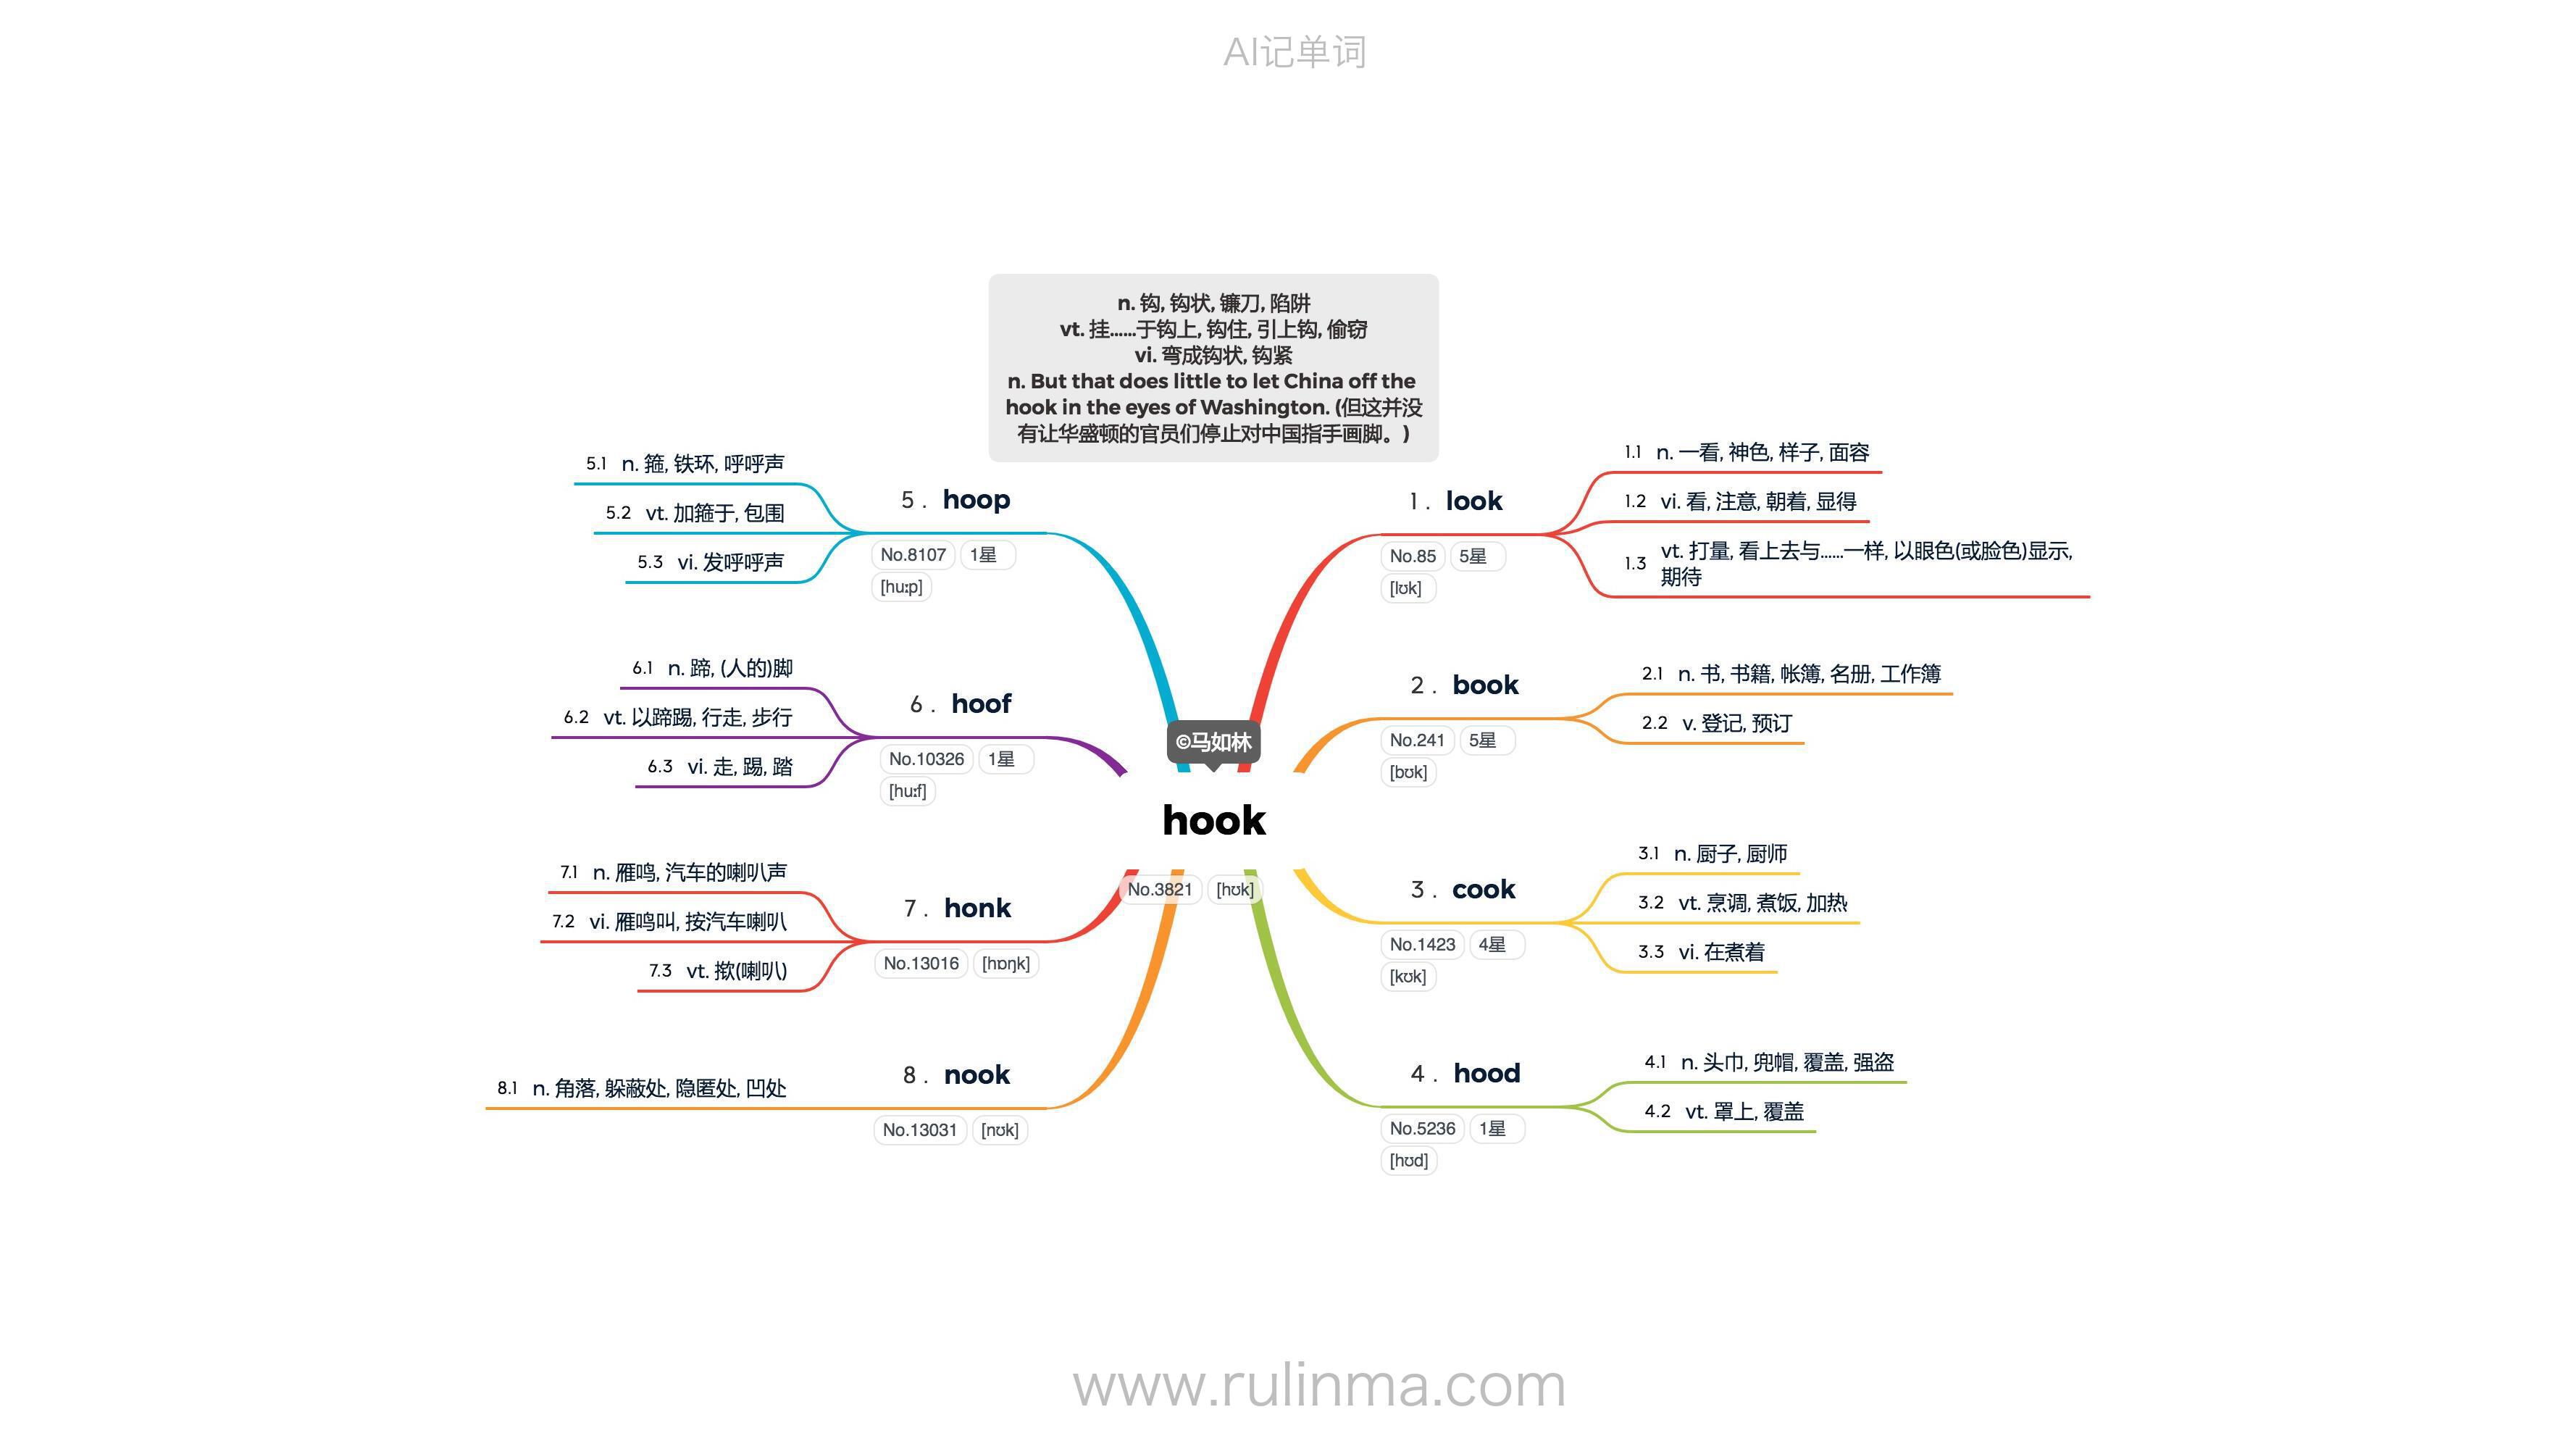 AI记单词
n. 钩, 钩状, 镰刀, 陷阱
vt. 挂……于钩上, 钩住, 引上钩, 偷窃
vi. 弯成钩状, 钩紧
n. But that does little to let China off the
hook in the eyes of Washington. (但这并没
有让华盛顿的官员们停止对中国指手画脚。)
©马如林
hook
No.3821 [hʊk]
1. look
No.85 5星
[lʊk]
1.1 n. 一看, 神色, 样子, 面容
1.2 vi. 看, 注意, 朝着, 显得
1.3 vt. 打量, 看上去与……一样, 以眼色(或脸色)显示,
期待
2. book
No.241 5星
[bʊk]
2.1 n. 书, 书籍, 帐簿, 名册, 工作簿
2.2 v. 登记, 预订
3. cook
No.1423 4星
[kʊk]
3.1 n. 厨子, 厨师
3.2 vt. 烹调, 煮饭, 加热
3.3 vi. 在煮着
4. hood
No.5236 1星
[hʊd]
4.1 n. 头巾, 兜帽, 覆盖, 强盗
4.2 vt. 罩上, 覆盖
5. hoop
No.8107 1星
[huːp]
5.1 n. 箍, 铁环, 呼呼声
5.2 vt. 加箍于, 包围
5.3 vi. 发呼呼声
6. hoof
No.10326 1星
[huːf]
6.1 n. 蹄, (人的)脚
6.2 vt. 以蹄踢, 行走, 步行
6.3 vi. 走, 踢, 踏
7. honk
No.13016 [hɒŋk]
7.1 n. 雁鸣, 汽车的喇叭声
7.2 vi. 雁鸣叫, 按汽车喇叭
7.3 vt. 揿(喇叭)
8. nook
No.13031 [nʊk]
8.1 n. 角落, 躲蔽处, 隐匿处, 凹处
www.rulinma.com